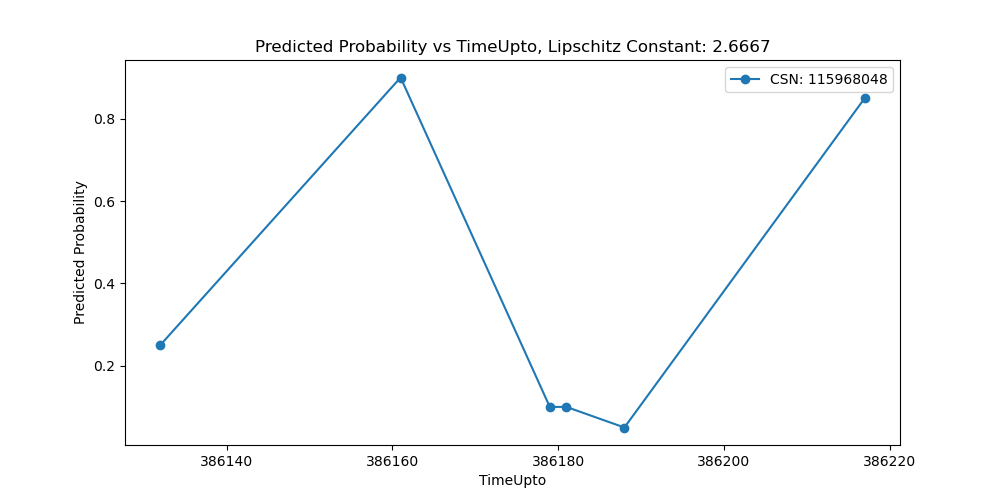 Predicted Probability vs TimeUpto, Lipschitz Constant: 2.6667
CSN: 115968048
Predicted Probability
0.8
0.6
0.4
0.2
386140
386160
386180
386200
386220
TimeUpto